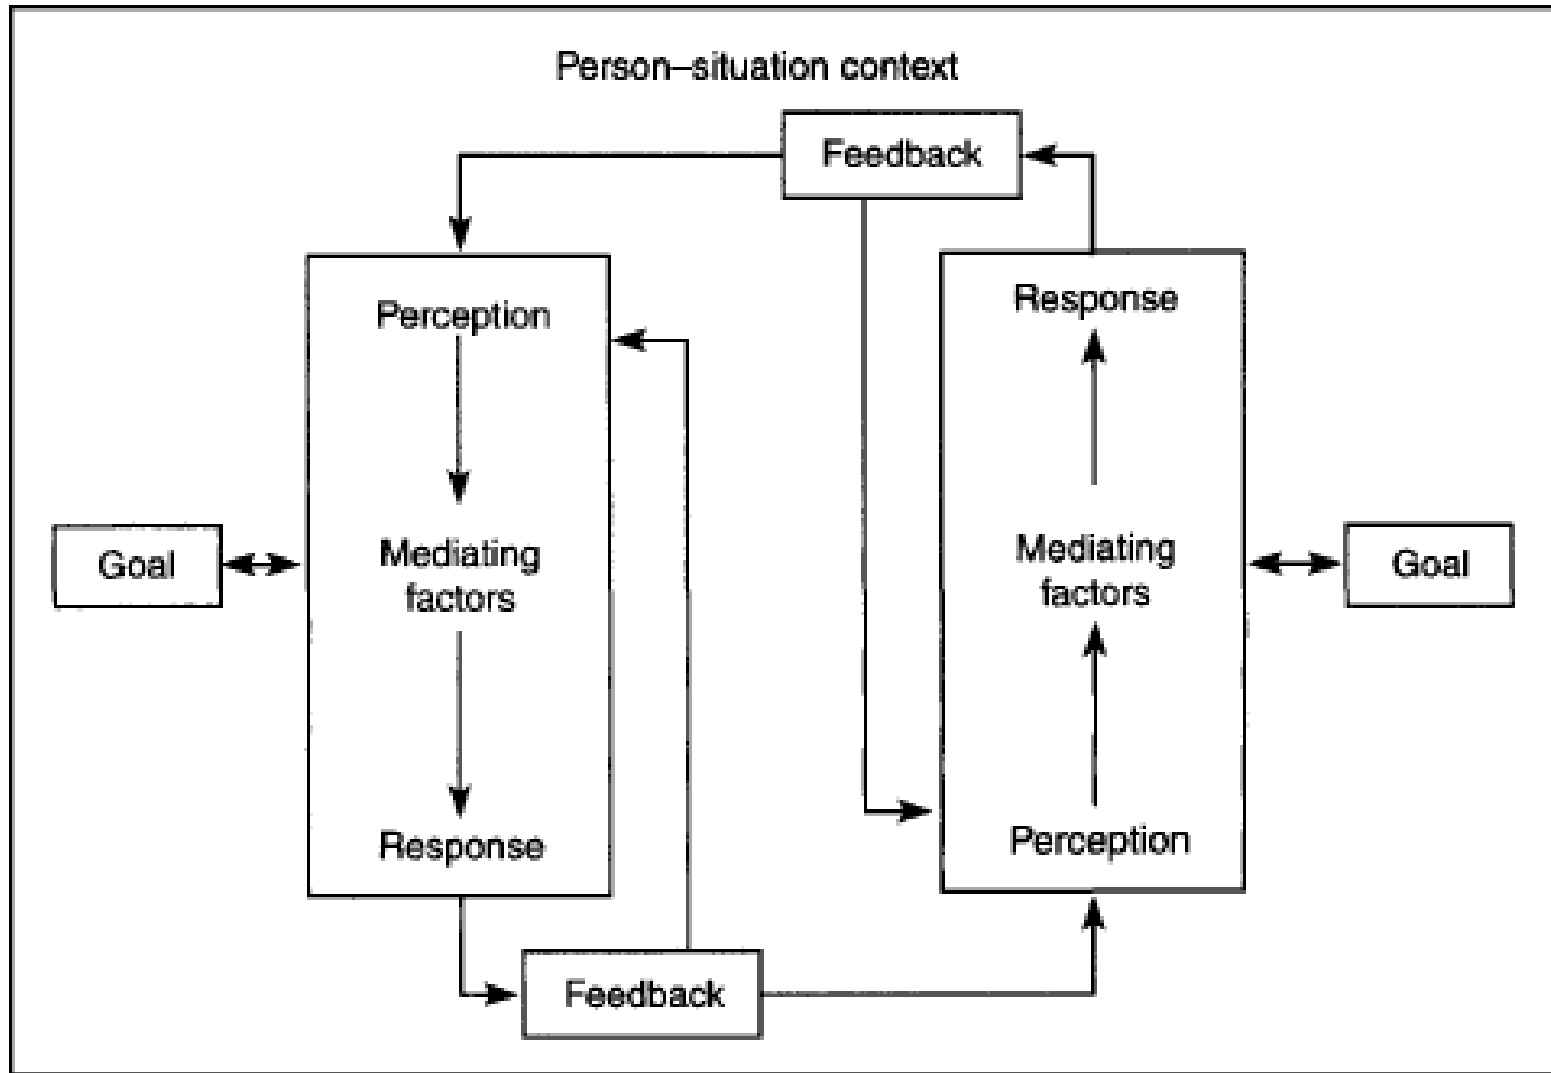 Person–situation context
Feedback
Perception
Mediating
factors
Response
Goal
Response
Mediating
factors
Perception
Goal
Feedback